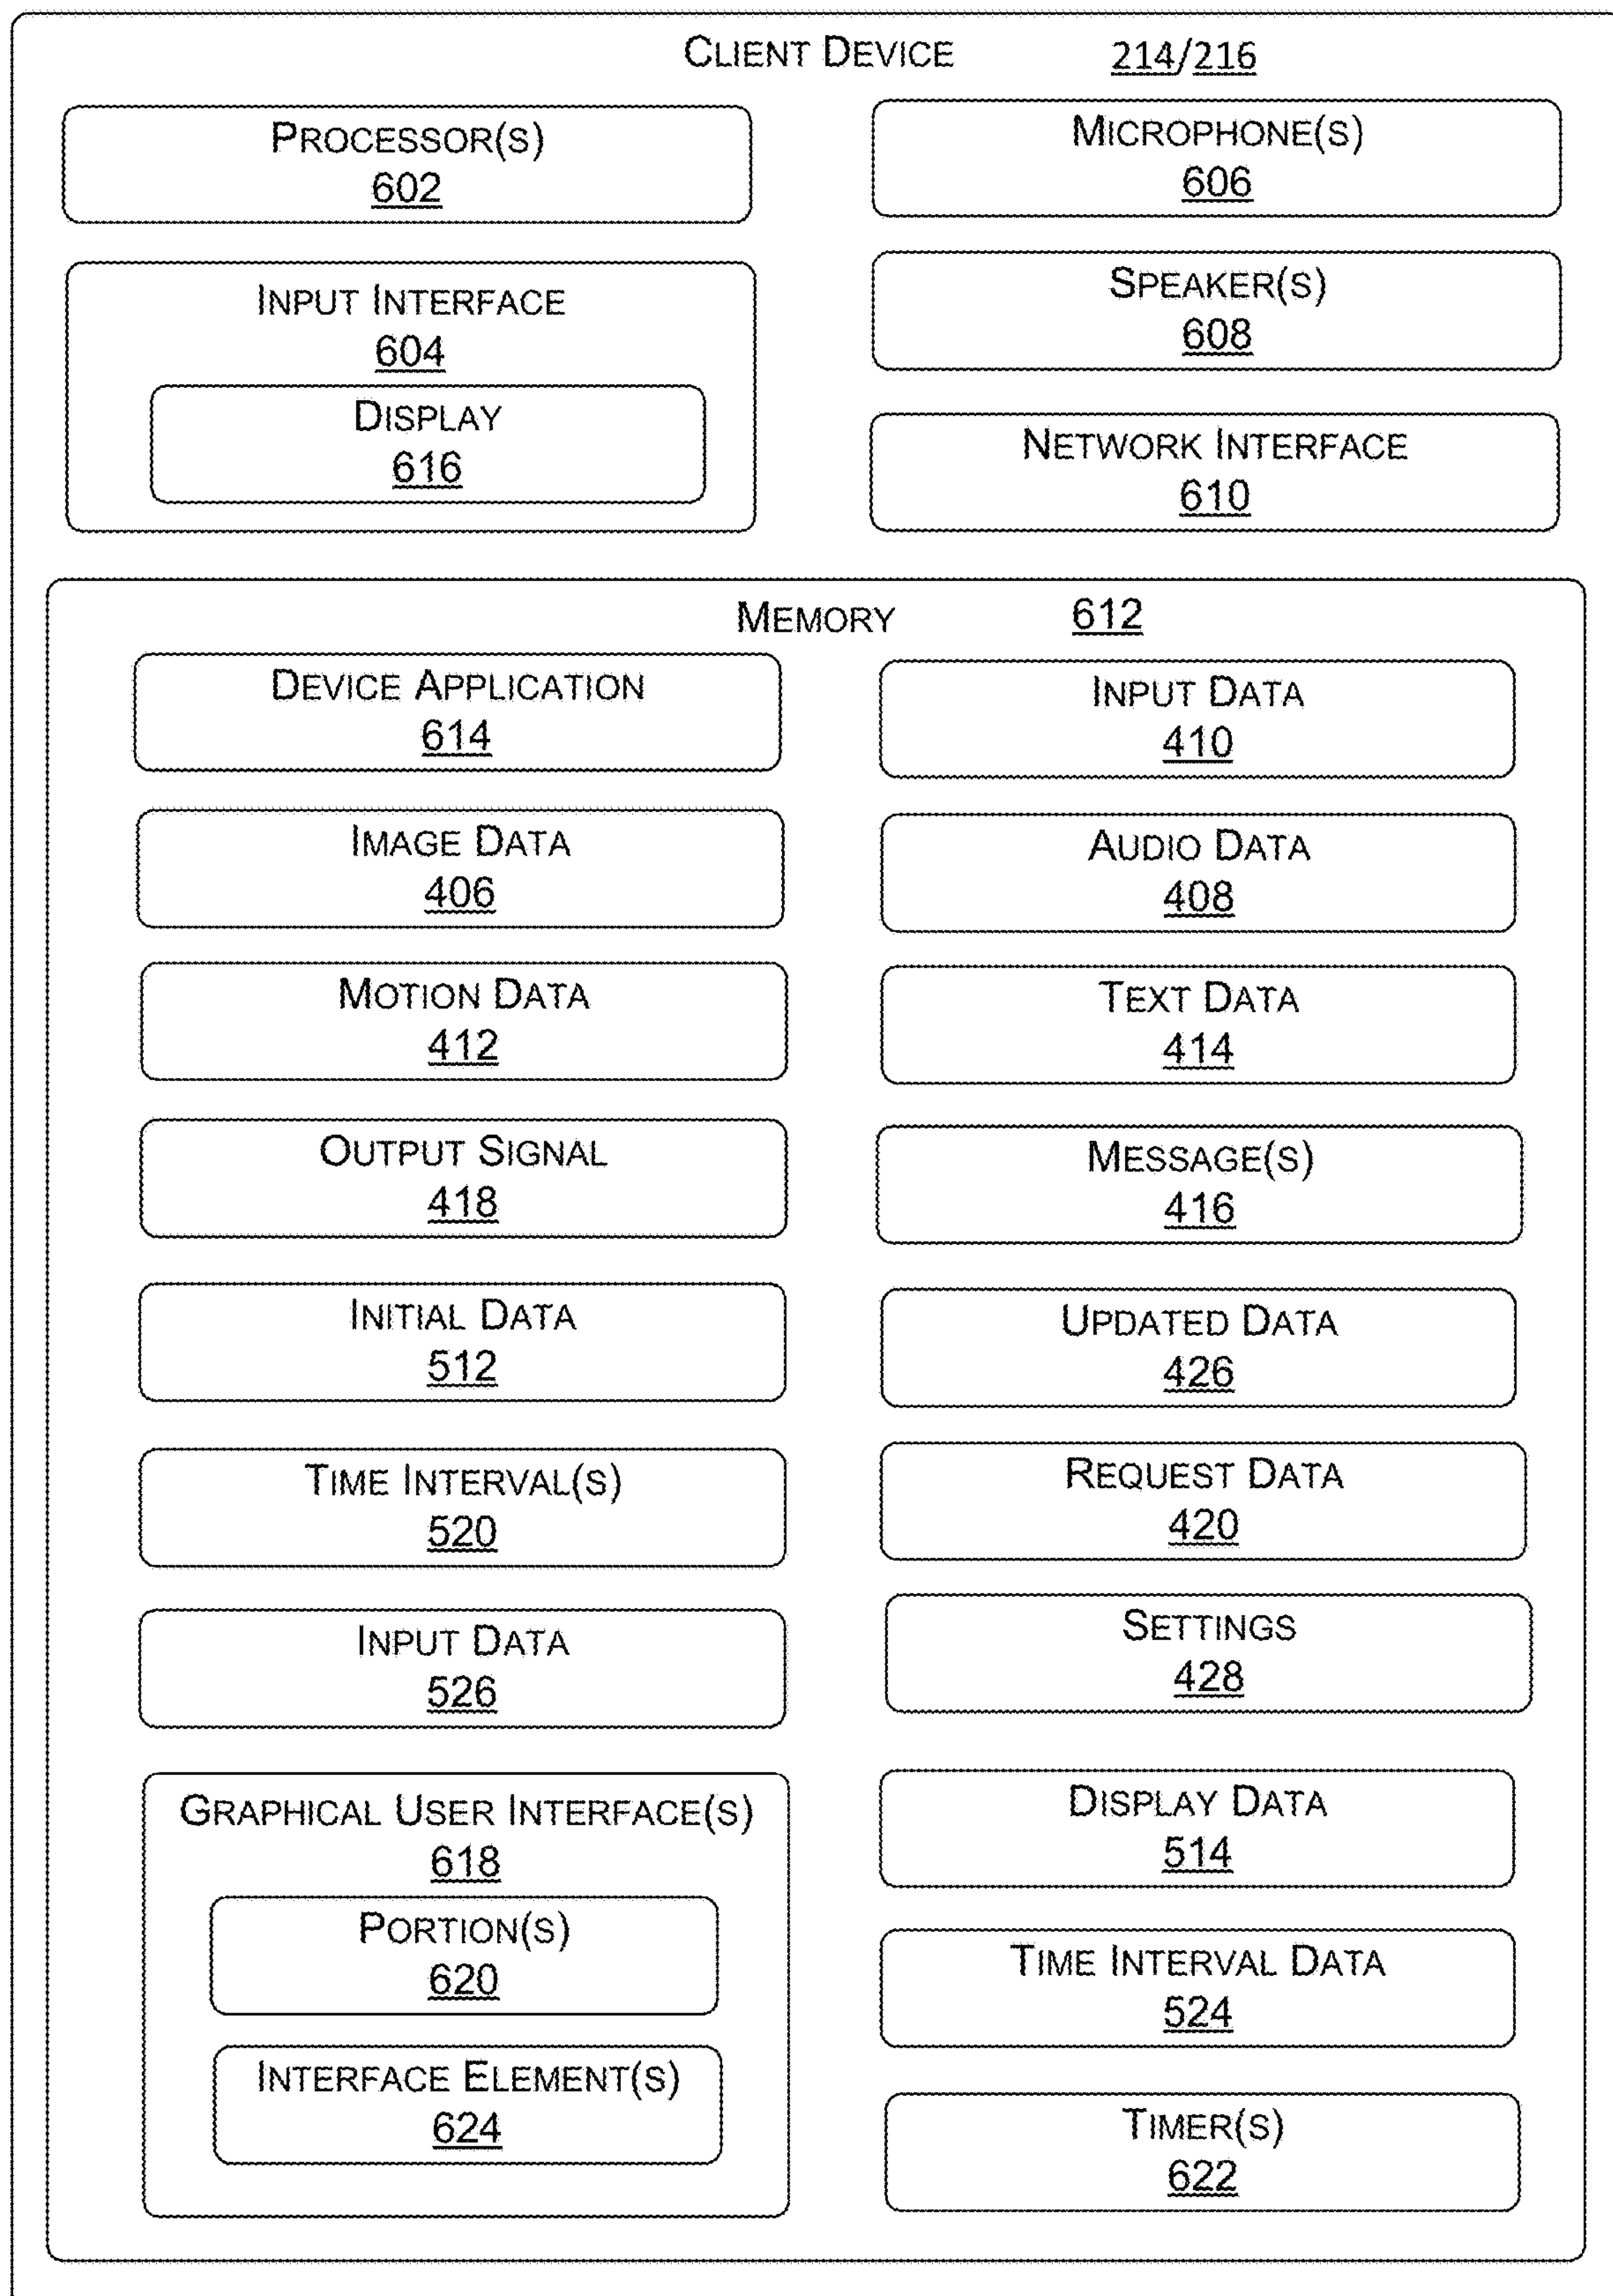 CLIENT DEVICE 214/216
PROCESSOR(S)
602
MICROPHONE(S)
606
INPUT INTERFACE
604
DISPLAY
616
SPEAKER(S)
608
NETWORK INTERFACE
610
MEMORY 612
DEVICE APPLICATION
614
INPUT DATA
410
IMAGE DATA
406
AUDIO DATA
408
MOTION DATA
412
TEXT DATA
414
OUTPUT SIGNAL
418
MESSAGE(S)
416
INITIAL DATA
512
UPDATED DATA
426
TIME INTERVAL(S)
520
REQUEST DATA
420
INPUT DATA
526
SETTINGS
428
GRAPHICAL USER INTERFACE(S)
618
PORTION(S)
620
INTERFACE ELEMENT(S)
624
DISPLAY DATA
514
TIME INTERVAL DATA
524
TIMER(S)
622